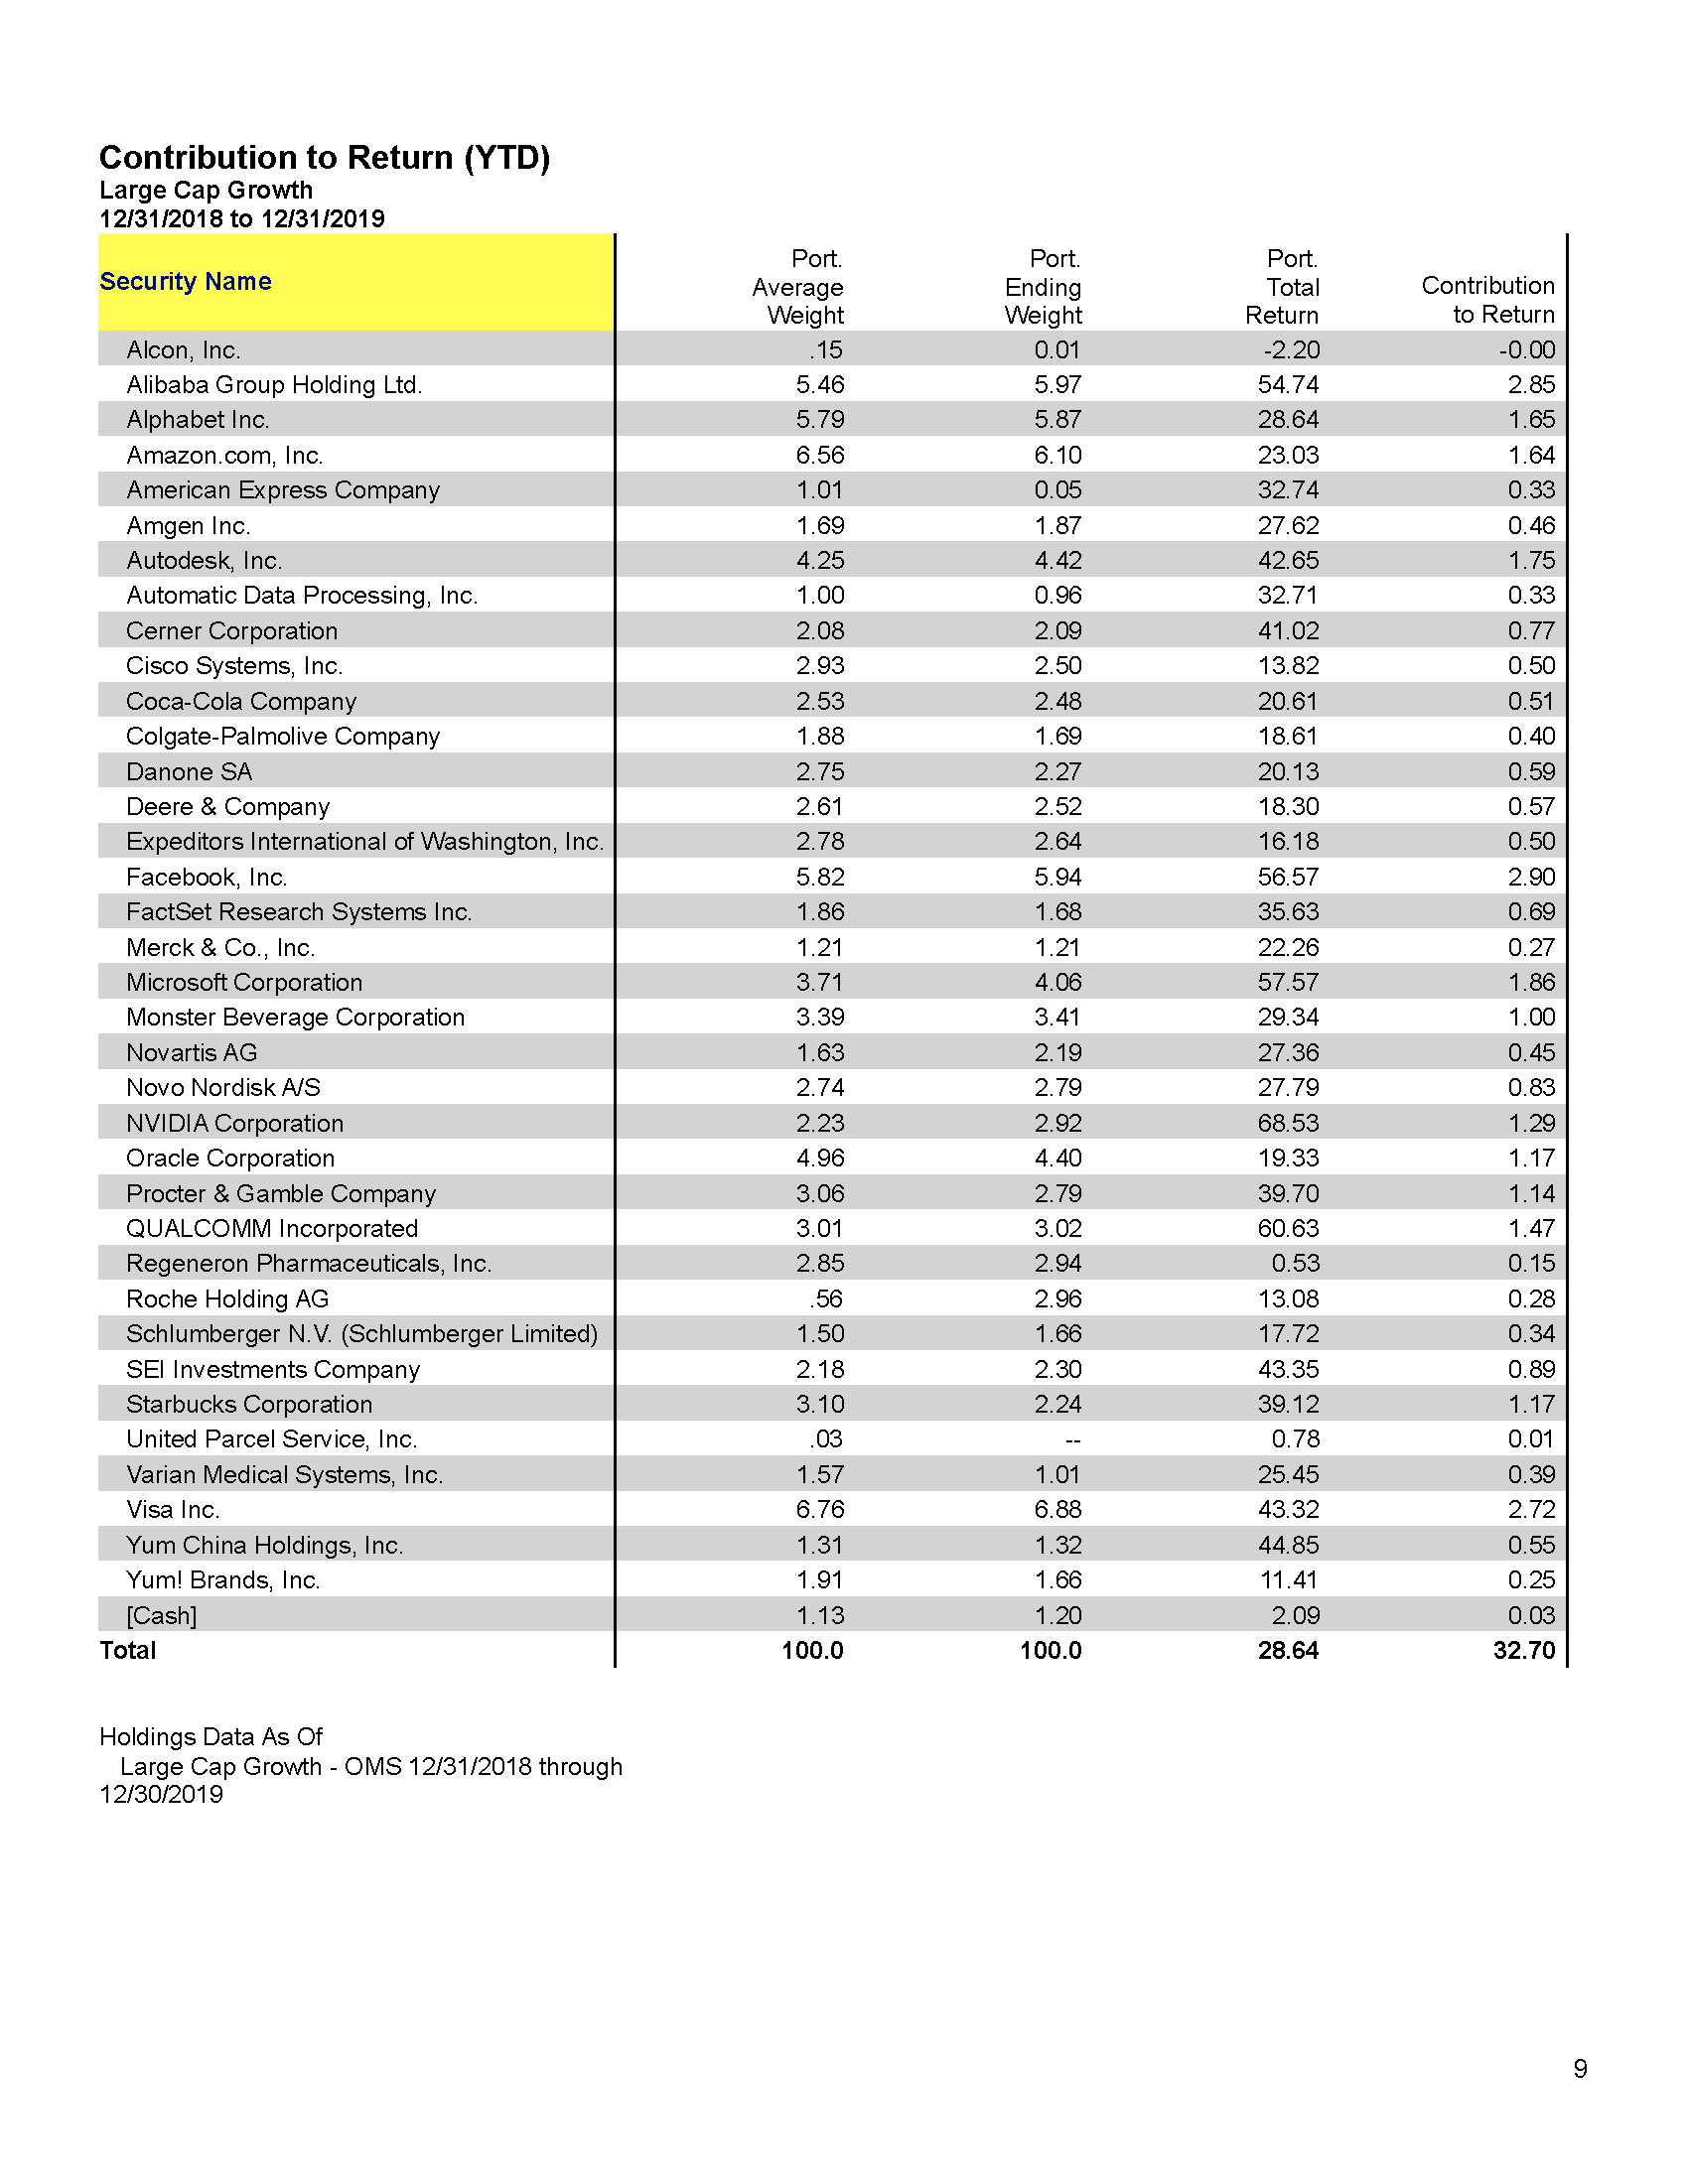 Contribution to Return (YTD)
Large Cap Growth
12/31/2018 to 12/31/2019
Security Name Port. Average Weight Port. Ending Weight Port. Total Return Contribution to Return
Alcon, Inc. .15 0.01 -2.20 -0.00
Alibaba Group Holding Ltd. 5.46 5.97 54.74 2.85
Alphabet Inc. 5.79 5.87 28.64 1.65
Amazon.com, Inc. 6.56 6.10 23.03 1.64
American Express Company 1.01 0.05 32.74 0.33
Amgen Inc. 1.69 1.87 27.62 0.46
Autodesk, Inc. 4.25 4.42 42.65 1.75
Automatic Data Processing, Inc. 1.00 0.96 32.71 0.33
Cerner Corporation 2.08 2.09 41.02 0.77
Cisco Systems, Inc. 2.93 2.50 13.82 0.50
Coca-Cola Company 2.53 2.48 20.61 0.51
Colgate-Palmolive Company 1.88 1.69 18.61 0.40
Danone SA 2.75 2.27 20.13 0.59
Deere & Company 2.61 2.52 18.30 0.57
Expeditors International of Washington, Inc. 2.78 2.64 16.18 0.50
Facebook, Inc. 5.82 5.94 56.57 2.90
FactSet Research Systems Inc. 1.86 1.68 35.63 0.69
Merck & Co., Inc. 1.21 1.21 22.26 0.27
Microsoft Corporation 3.71 4.06 57.57 1.86
Monster Beverage Corporation 3.39 3.41 29.34 1.00
Novartis AG 1.63 2.19 27.36 0.45
Novo Nordisk A/S 2.74 2.79 27.79 0.83
NVIDIA Corporation 2.23 2.92 68.53 1.29
Oracle Corporation 4.96 4.40 19.33 1.17
Procter & Gamble Company 3.06 2.79 39.70 1.14
QUALCOMM Incorporated 3.01 3.02 60.63 1.47
Regeneron Pharmaceuticals, Inc. 2.85 2.94 0.53 0.15
Roche Holding AG .56 2.96 13.08 0.28
Schlumberger N.V. (Schlumberger Limited) 1.50 1.66 17.72 0.34
SEI Investments Company 2.18 2.30 43.35 0.89
Starbucks Corporation 3.10 2.24 39.12 1.17
United Parcel Service, Inc. .03 -- 0.78 0.01
Varian Medical Systems, Inc. 1.57 1.01 25.45 0.39
Visa Inc. 6.76 6.88 43.32 2.72
Yum China Holdings, Inc. 1.31 1.32 44.85 0.55
Yum! Brands, Inc. 1.91 1.66 11.41 0.25
[Cash] 1.13 1.20 2.09 0.03
Total 100.0 100.0 28.64 32.70
Holdings Data As Of
Large Cap Growth - OMS 12/31/2018 through
12/30/2019
9